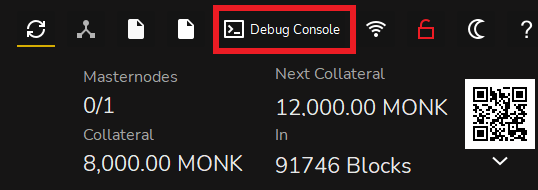 Debug Console
?
Masternodes
0/1
Next Collateral
12,000.00 MONK
Collateral
8,000.00 MONK
In
91746 Blocks